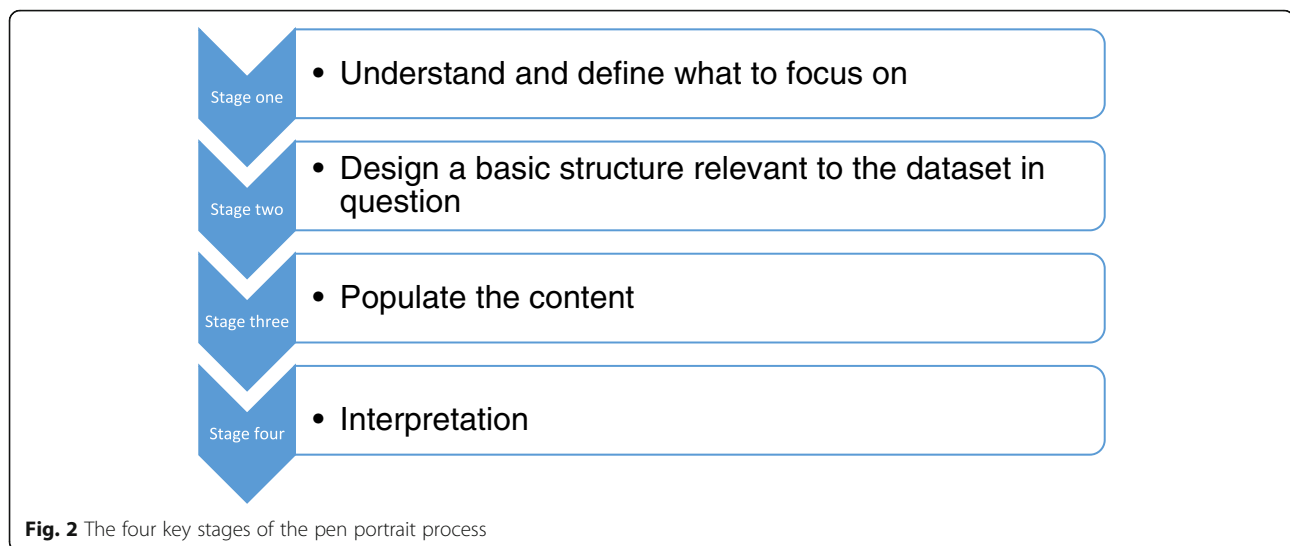 Stage one
• Understand and define what to focus on
Stage two
• Design a basic structure relevant to the dataset in
question
Stage three
• Populate the content
Stage four
• Interpretation
Fig. 2 The four key stages of the pen portrait process